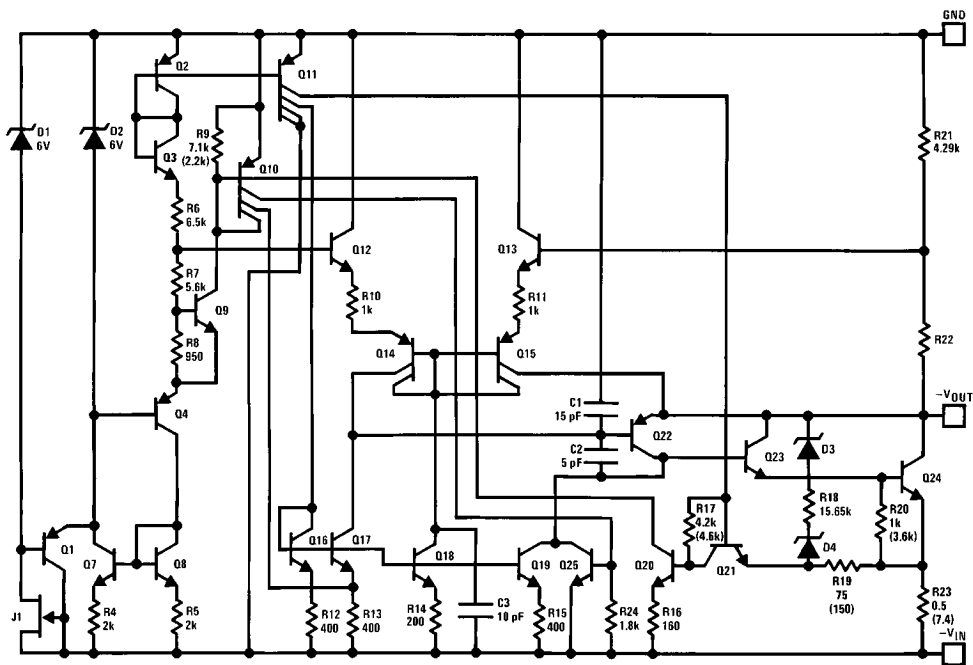 GND
Q2
Q11
D1
6V
D2
6V
Q3
R9
7.1k
(2.2k)
Q10
R21
4.29k
R6
6.5k
Q12
Q13
R7
5.6k
Q9
R10
1k
R11
1k
R8
950
R22
Q14
Q15
Q4
C1
15 pF
-VOUT
Q22
C2
5 pF
Q23
D3
Q24
R18
15.65k
R20
1k
(3.6k)
R17
4.2k
(4.6k)
Q1
Q7
Q8
Q16
Q17
Q18
Q19
Q25
Q20
Q21
D4
R19
75
(150)
J1
R4
2k
R5
2k
R12
400
R13
400
R14
200
C3
10 pF
R15
400
R24
1.8k
R16
160
R23
0.5
(7.4)
-VIN